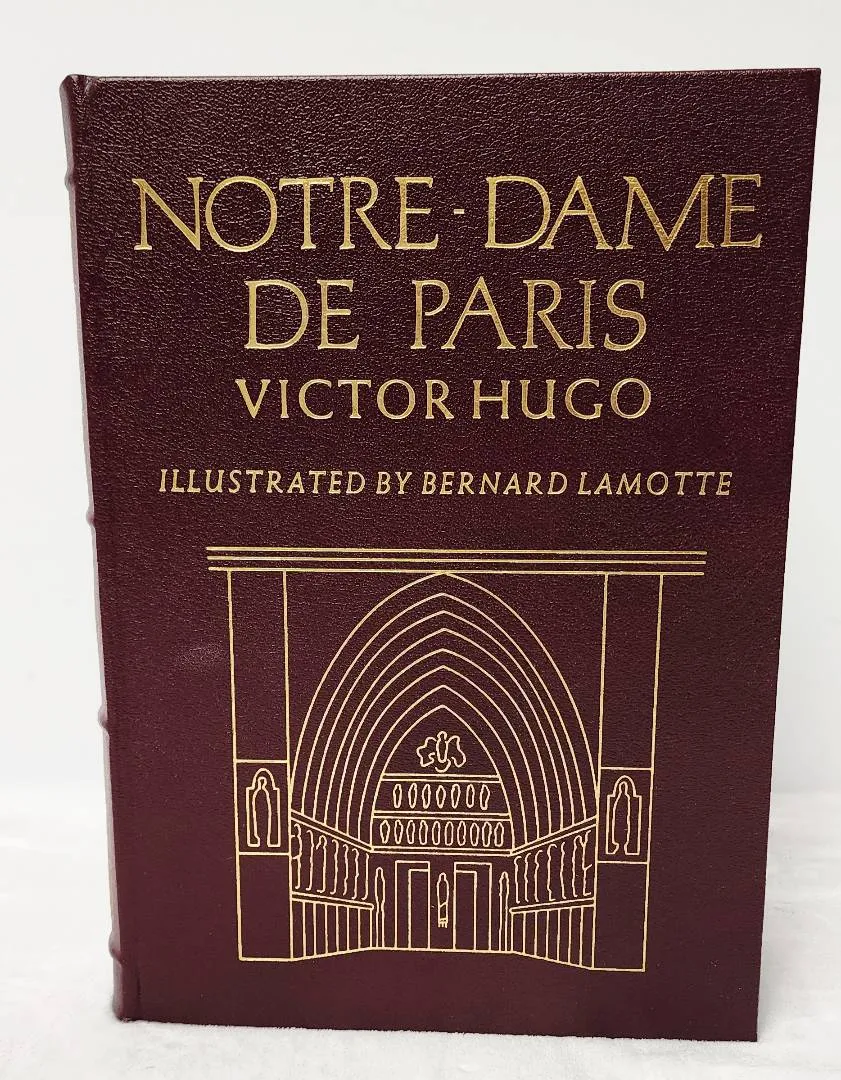 NOTRE-DAME
DE PARIS
VICTOR HUGO
ILLUSTRATED BY BERNARD LAMOTTE